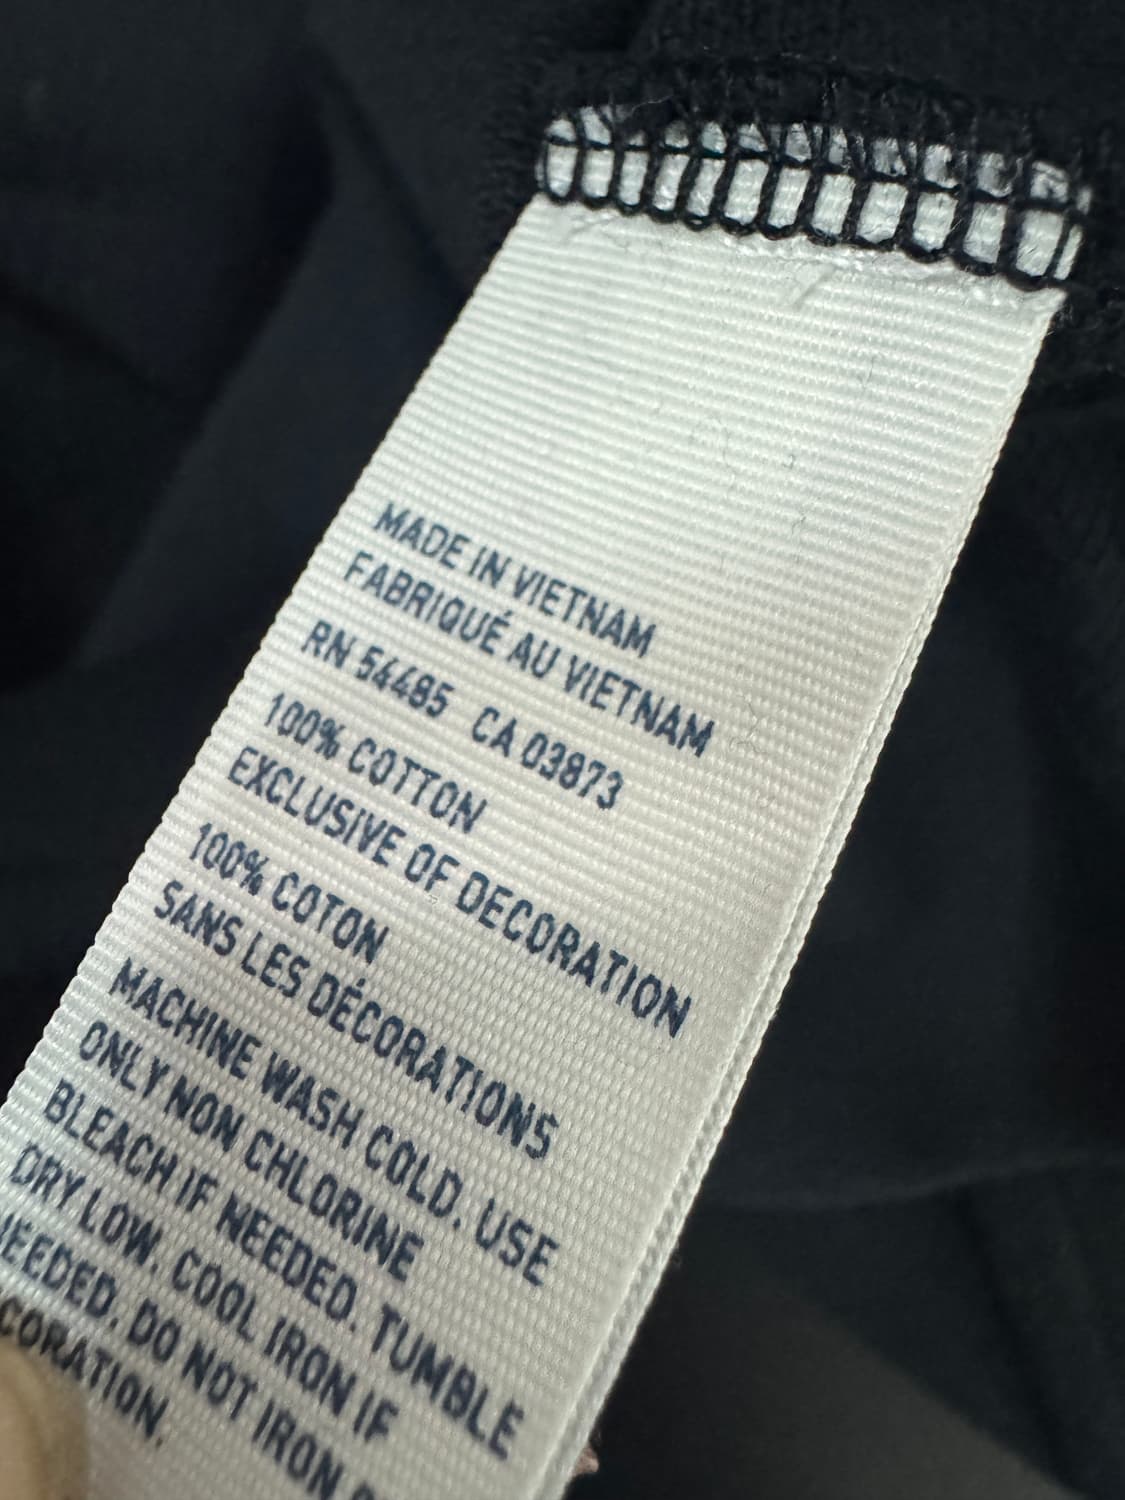 MADE IN VIETNAM
FABRIQUÉ AU VIETNAM
RN 54485 CA 03873
100% COTTON
EXCLUSIVE OF DECORATION
100% COTON
SANS LES DÉCORATIONS
MACHINE WASH COLD. USE
ONLY NON CHLORINE
BLEACH IF NEEDED. TUMBLE
DRY LOW. COOL IRON IF
EEDED. DO NOT IRON
CORATION.